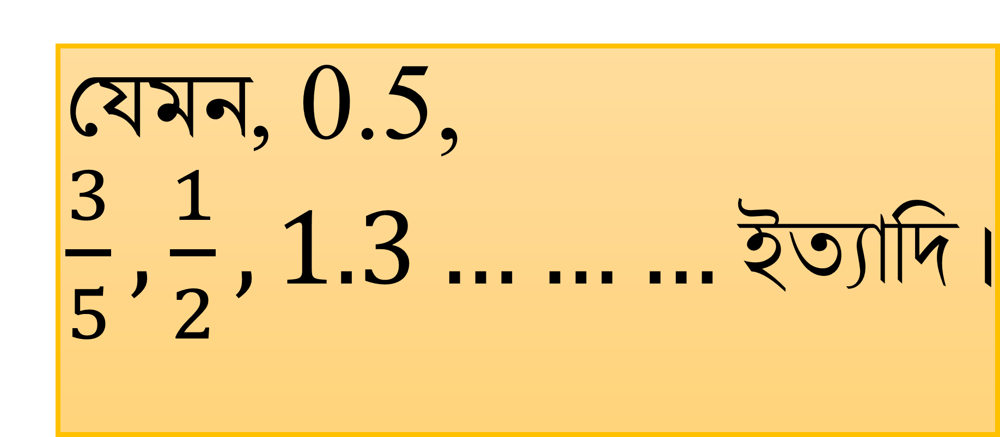 যেমন, 0.5,
3/5 , 1/2 , 1.3 ... ... ... ইত্যাদি ।